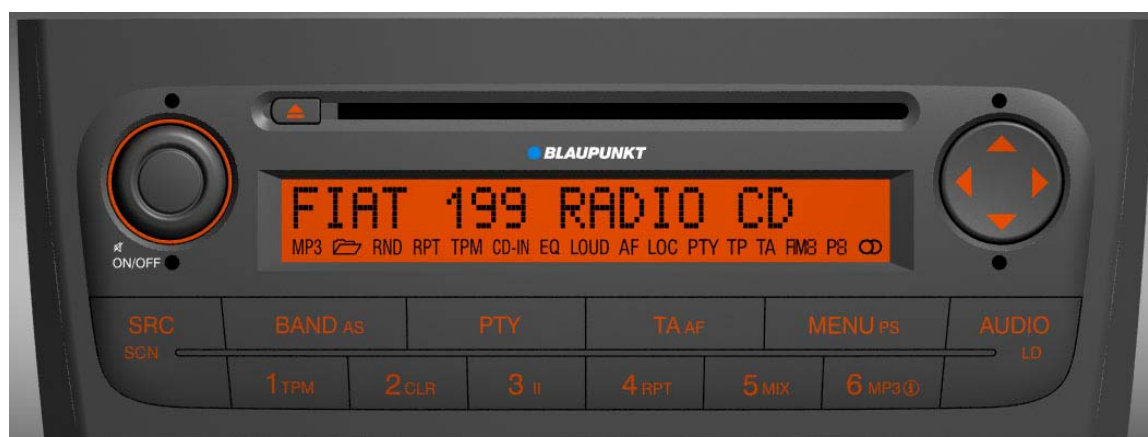 BLAUPUNKT
FIAT 199 RADIO CD
MP3 RND RPT TPM CD-IN EQ LOUD AF LOC PTY TP TA AM8 P8
ON/OFF
SRC BAND AS PTY TA AF MENU PS AUDIO
SCN LD
1 TPM 2 CLR 3 II 4 RPT 5 MIX 6 MP3